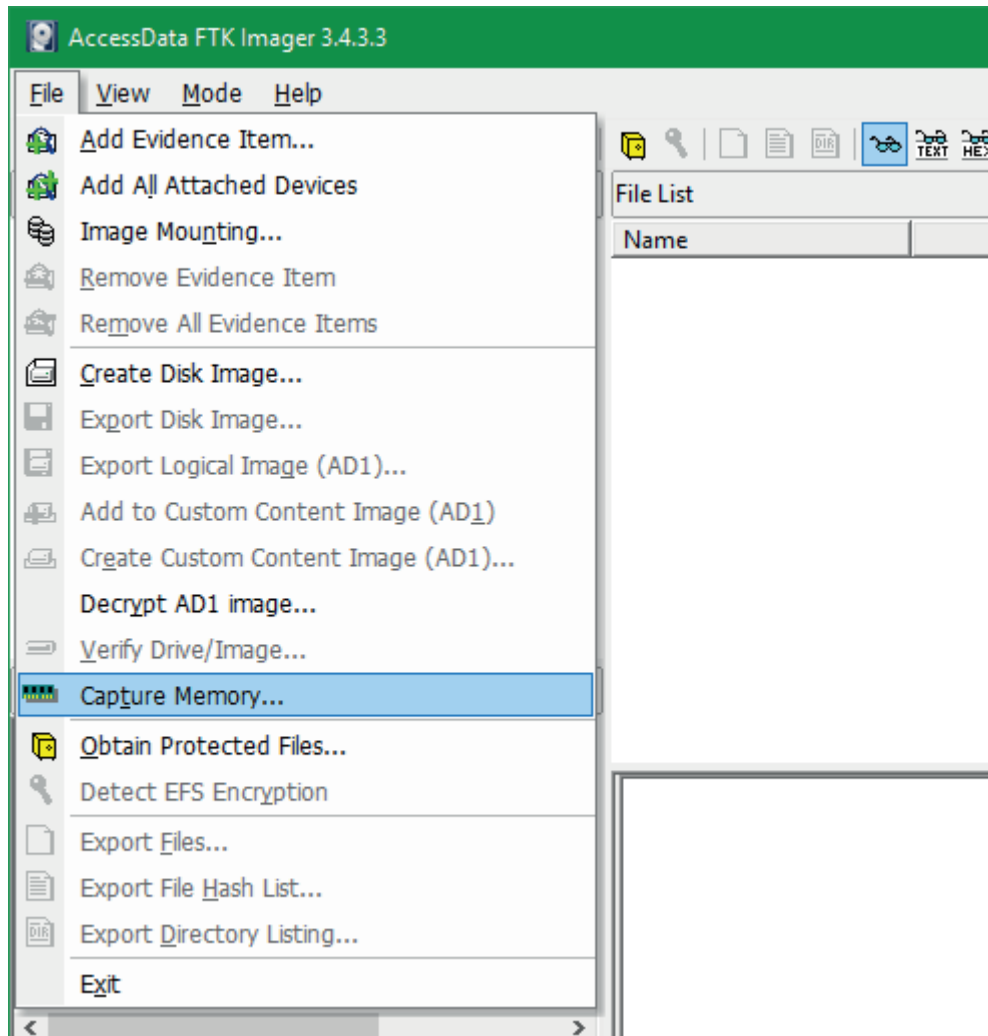 AccessData FTK Imager 3.4.3.3
File View Mode Help
Add Evidence Item...
Add All Attached Devices
Image Mounting...
Remove Evidence Item
Remove All Evidence Items
Create Disk Image...
Export Disk Image...
Export Logical Image (AD1)...
Add to Custom Content Image (AD1)
Create Custom Content Image (AD1)...
Decrypt AD1 image...
Verify Drive/Image...
Capture Memory...
Obtain Protected Files...
Detect EFS Encryption
Export Files...
Export File Hash List...
DIR Export Directory Listing...
Exit
DIR TEXT HEX
File List
Name